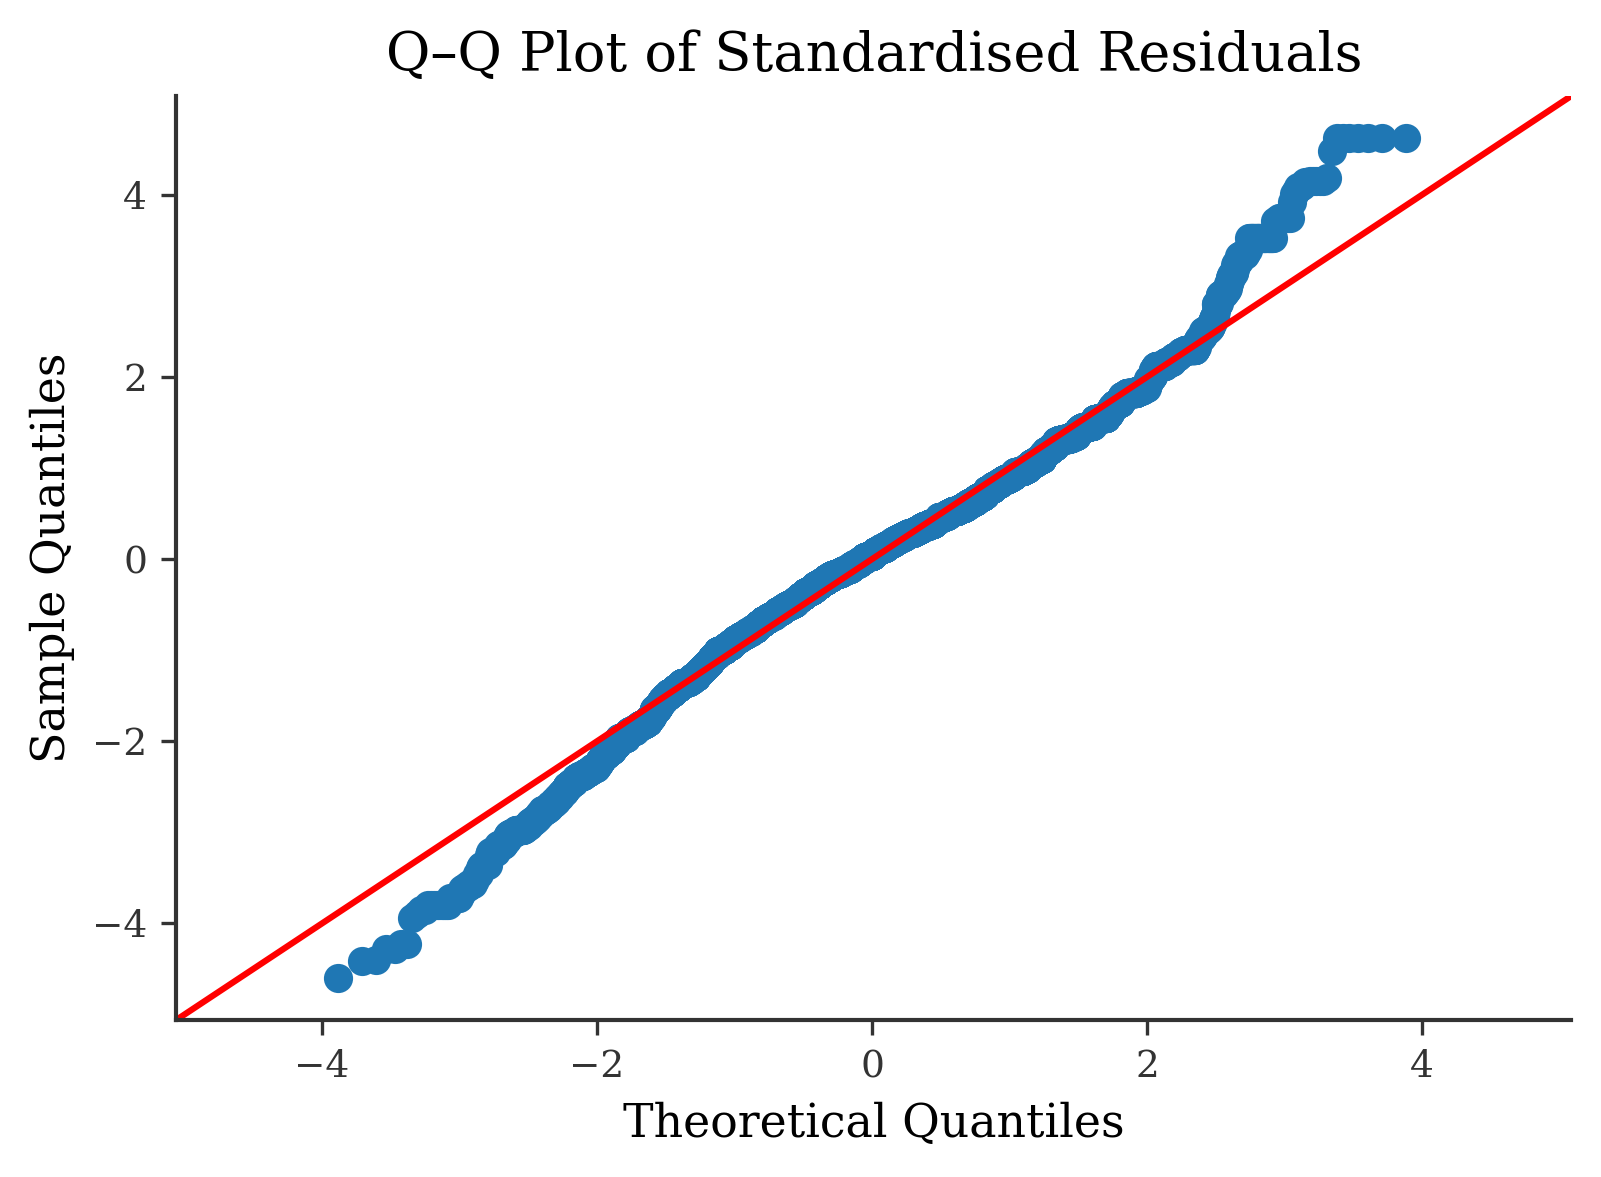 Q–Q Plot of Standardised Residuals
4
2
0
−2
−4
Sample Quantiles
−4 −2 0 2 4
Theoretical Quantiles